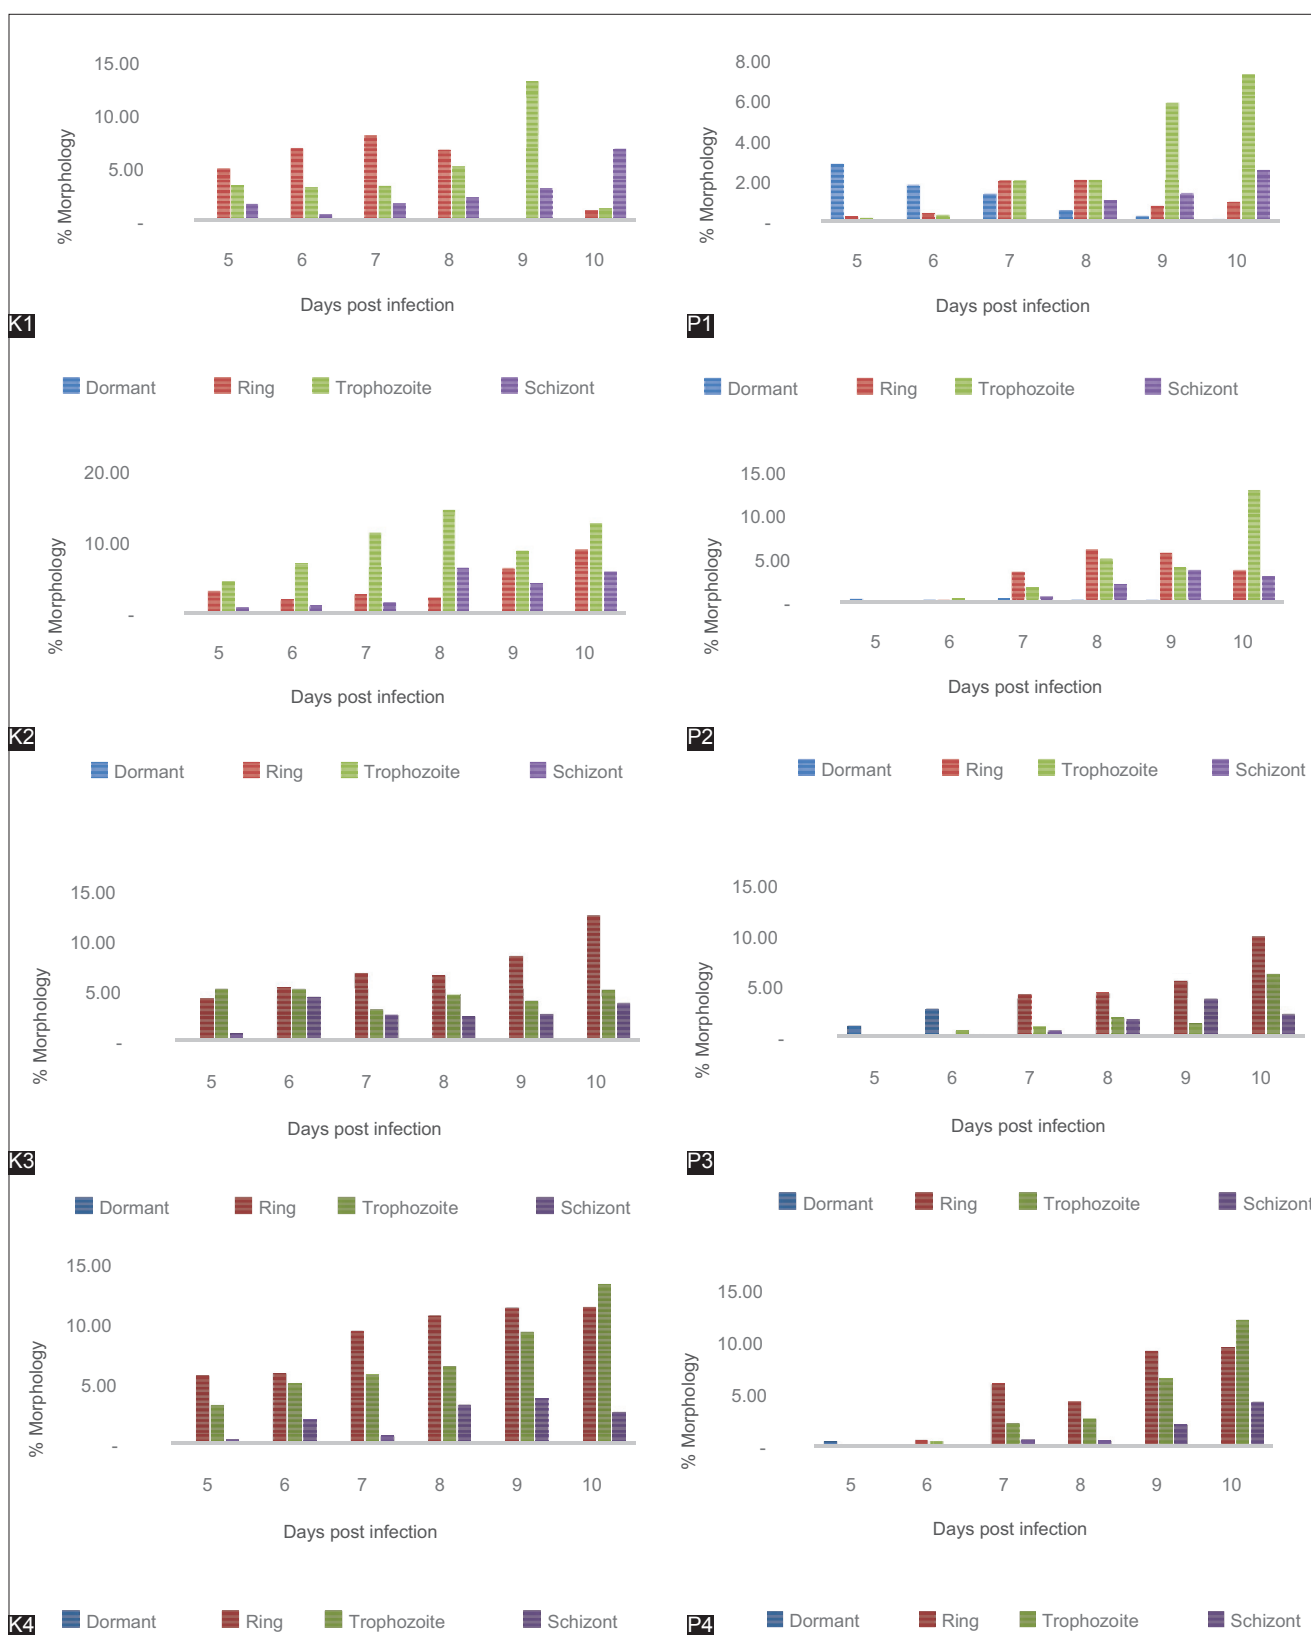 15.00
10.00
5.00
-
% Morphology
5 6 7 8 9 10
Days post infection
K1
Dormant Ring Trophozoite Schizont
8.00
6.00
4.00
2.00
-
% Morphology
5 6 7 8 9 10
Days post infection
P1
Dormant Ring Trophozoite Schizont
20.00
10.00
-
% Morphology
5 6 7 8 9 10
Days post infection
K2
Dormant Ring Trophozoite Schizont
15.00
10.00
5.00
-
% Morphology
5 6 7 8 9 10
Days post infection
P2
Dormant Ring Trophozoite Schizont
15.00
10.00
5.00
-
% Morphology
5 6 7 8 9 10
Days post infection
K3
Dormant Ring Trophozoite Schizont
15.00
10.00
5.00
-
% Morphology
5 6 7 8 9 10
Days post infection
P3
Dormant Ring Trophozoite Schizont
15.00
10.00
5.00
-
% Morphology
5 6 7 8 9 10
Days post infection
K4
Dormant Ring Trophozoite Schizont
15.00
10.00
5.00
-
% Morphology
5 6 7 8 9 10
Days post infection
P4
Dormant Ring Trophozoite Schizont